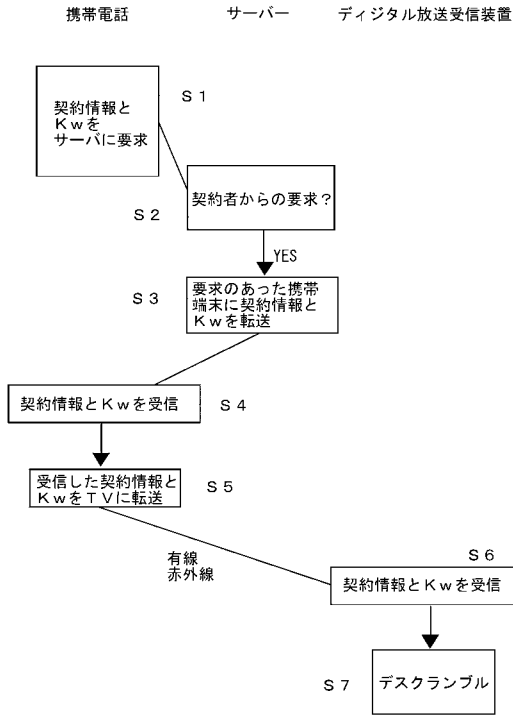 携帯電話
サーバー
ディジタル放送受信装置
契約情報と
Ｋｗを
サーバに要求
Ｓ１
契約者からの要求？
Ｓ２
YES
要求のあった携帯
端末に契約情報と
Ｋｗを転送
Ｓ３
契約情報とＫｗを受信
Ｓ４
受信した契約情報と
ＫｗをＴＶに転送
Ｓ５
有線
赤外線
Ｓ６
契約情報とＫｗを受信
デスクランブル
Ｓ７